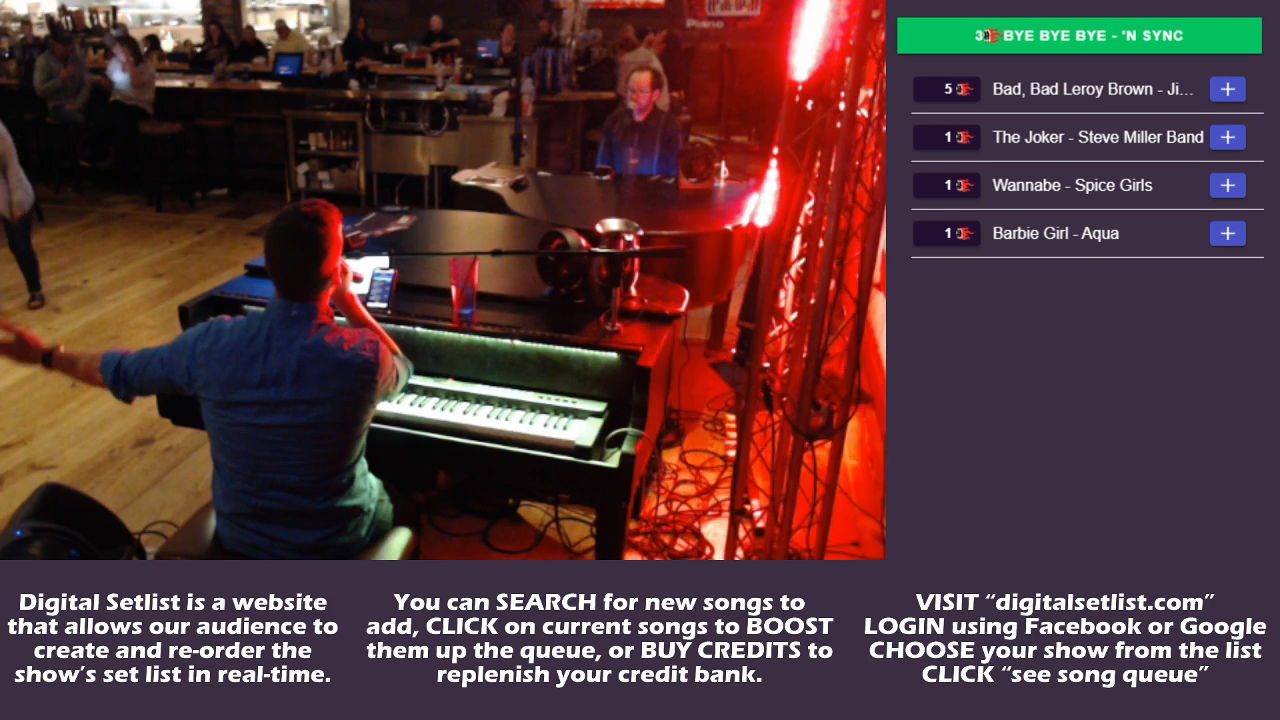 Piano
3 BYE BYE BYE - 'N SYNC
5 Bad, Bad Leroy Brown - Ji...
1 The Joker - Steve Miller Band
1 Wannabe - Spice Girls
1 Barbie Girl - Aqua
Digital Setlist is a website
that allows our audience to
create and re-order the
show's set list in real-time.
You can SEARCH for new songs to
add, CLICK on current songs to BOOST
them up the queue, or BUY CREDITS to
replenish your credit bank.
VISIT “digitalsetlist.com”
LOGIN using Facebook or Google
CHOOSE your show from the list
CLICK “see song queue”